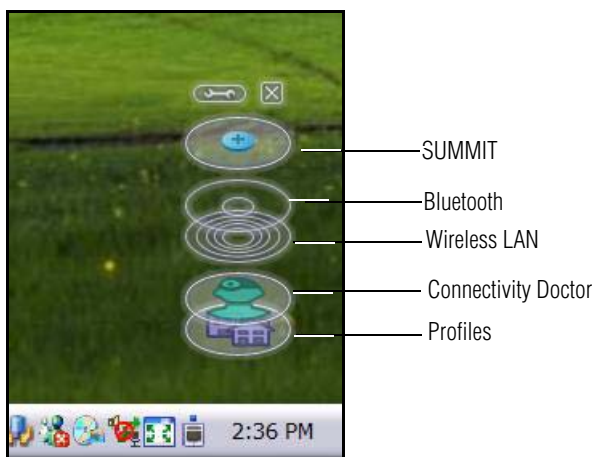 SUMMIT
Bluetooth
Wireless LAN
Connectivity Doctor
Profiles
2:36 PM